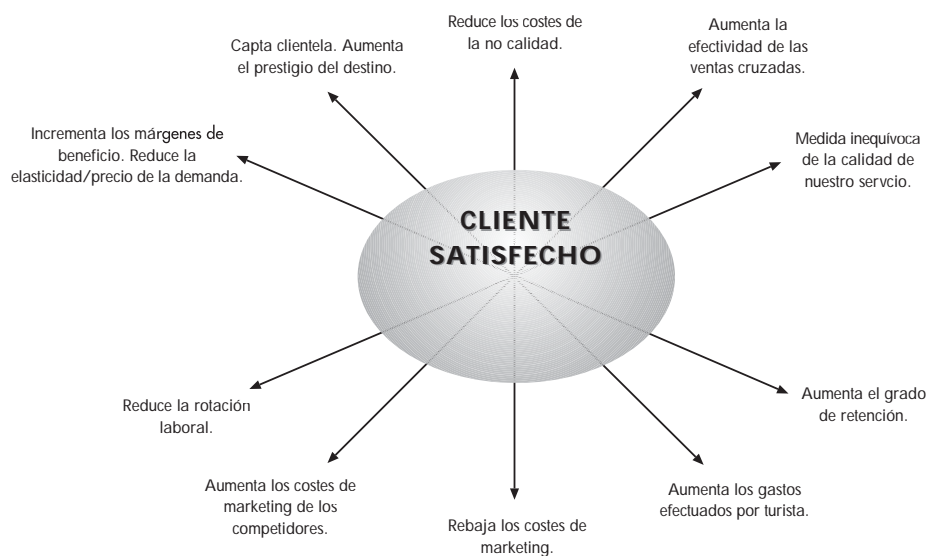 Reduce los costes de
la no calidad.
Aumenta la
efectividad de las
ventas cruzadas.
Capta clientela. Aumenta
el prestigio del destino.
Incrementa los márgenes de
beneficio. Reduce la
elasticidad/precio de la demanda.
Medida inequívoca
de la calidad de
nuestro servcio.
CLIENTE
SATISFECHO
Reduce la rotación
laboral.
Aumenta el grado
de retención.
Aumenta los costes de
marketing de los
competidores.
Rebaja los costes de
marketing.
Aumenta los gastos
efectuados por turista.